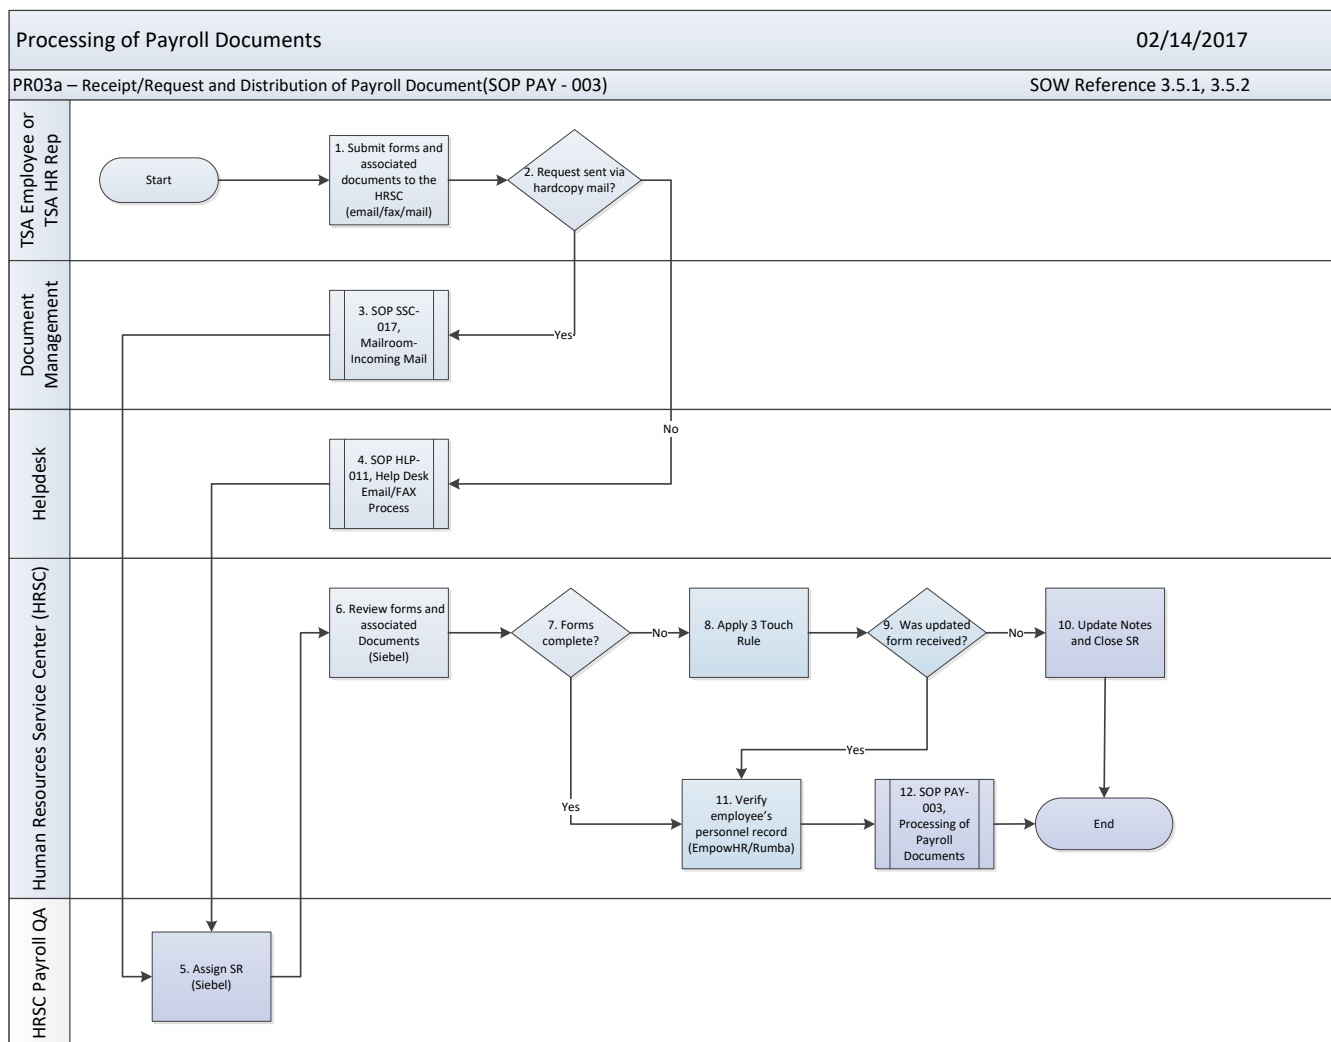 Processing of Payroll Documents
02/14/2017
PR03a – Receipt/Request and Distribution of Payroll Document(SOP PAY - 003)
SOW Reference 3.5.1, 3.5.2
TSA Employee or
TSA HR Rep
Start
1. Submit forms and
associated
documents to the
HRSC
(email/fax/mail)
2. Request sent via
hardcopy mail?
Document
Management
3. SOP SSC-
017,
Mailroom-
Incoming Mail
Yes
No
Helpdesk
4. SOP HLP-
011, Help Desk
Email/FAX
Process
Human Resources Service Center (HRSC)
6. Review forms and
associated
Documents
(Siebel)
7. Forms
complete?
No
8. Apply 3 Touch
Rule
9. Was updated
form received?
No
10. Update Notes
and Close SR
Yes
Yes
11. Verify
employee's
personnel record
(EmpowHR/Rumba)
12. SOP PAY-
003,
Processing of
Payroll
Documents
End
HRSC Payroll QA
5. Assign SR
(Siebel)